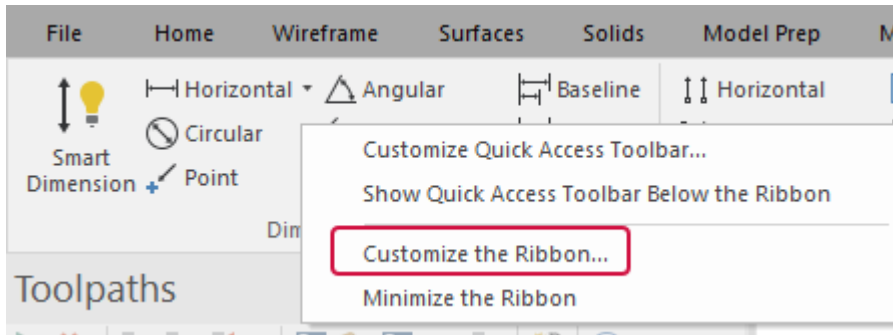 File Home Wireframe Surfaces Solids Model Prep
Horizontal Angular Baseline Horizontal
Circular
Smart
Dimension
Point
Customize Quick Access Toolbar...
Show Quick Access Toolbar Below the Ribbon
Customize the Ribbon...
Minimize the Ribbon
Toolpaths